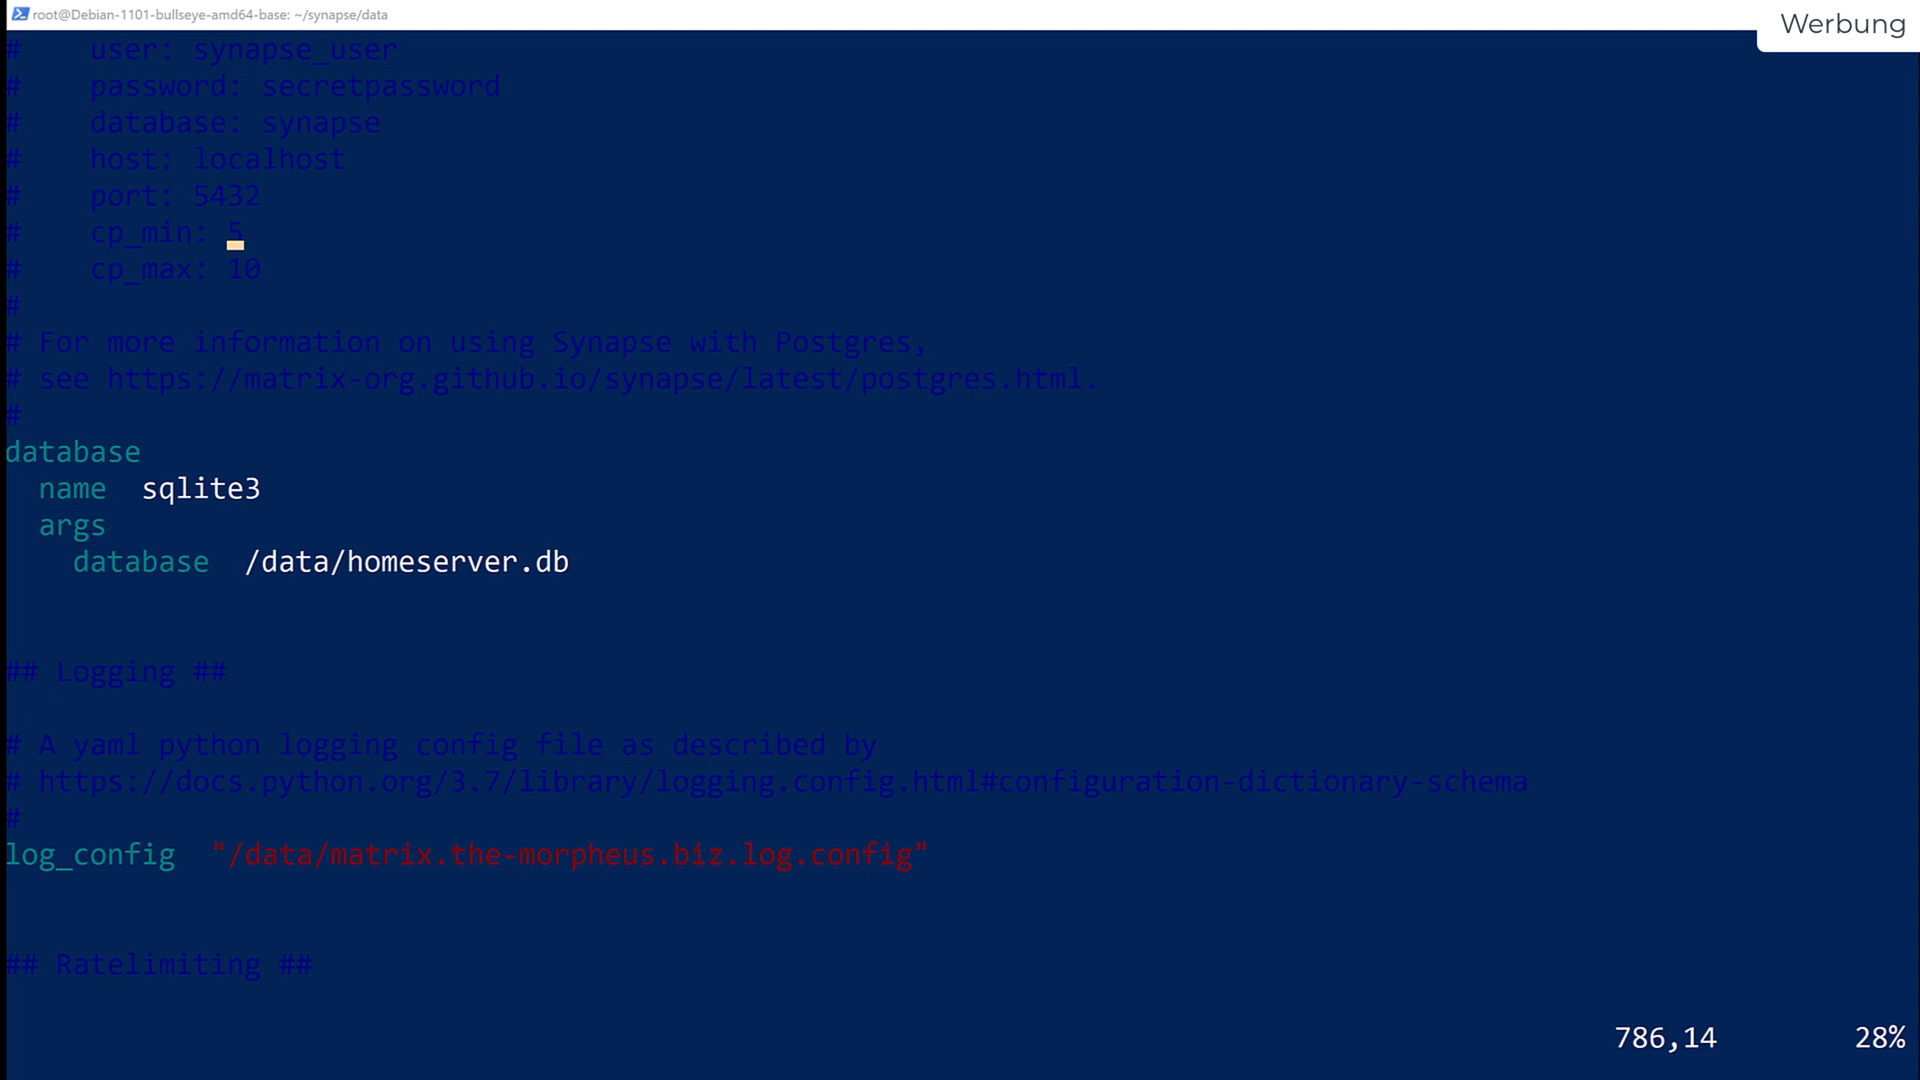 root@Debian-1101-bullseye-amd64-base: ~/synapse/data
Werbung
#    user: synapse_user
#    password: secretpassword
#    database: synapse
#    host: localhost
#    port: 5432
#    cp_min: 5
#    cp_max: 10
#
# For more information on using Synapse with Postgres,
# see https://matrix-org.github.io/synapse/latest/postgres.html.
#
database
  name  sqlite3
  args
    database  /data/homeserver.db
## Logging ##
# A yaml python logging config file as described by
# https://docs.python.org/3.7/library/logging.config.html#configuration-dictionary-schema
#
log_config  "/data/matrix.the-morpheus.biz.log.config"
## Ratelimiting ##
786,14
28%